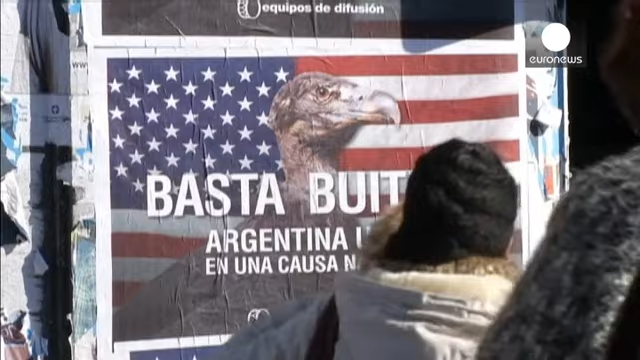 equipos de difusión
euronews
BASTA BUIT
ARGENTINA U
EN UNA CAUSA N